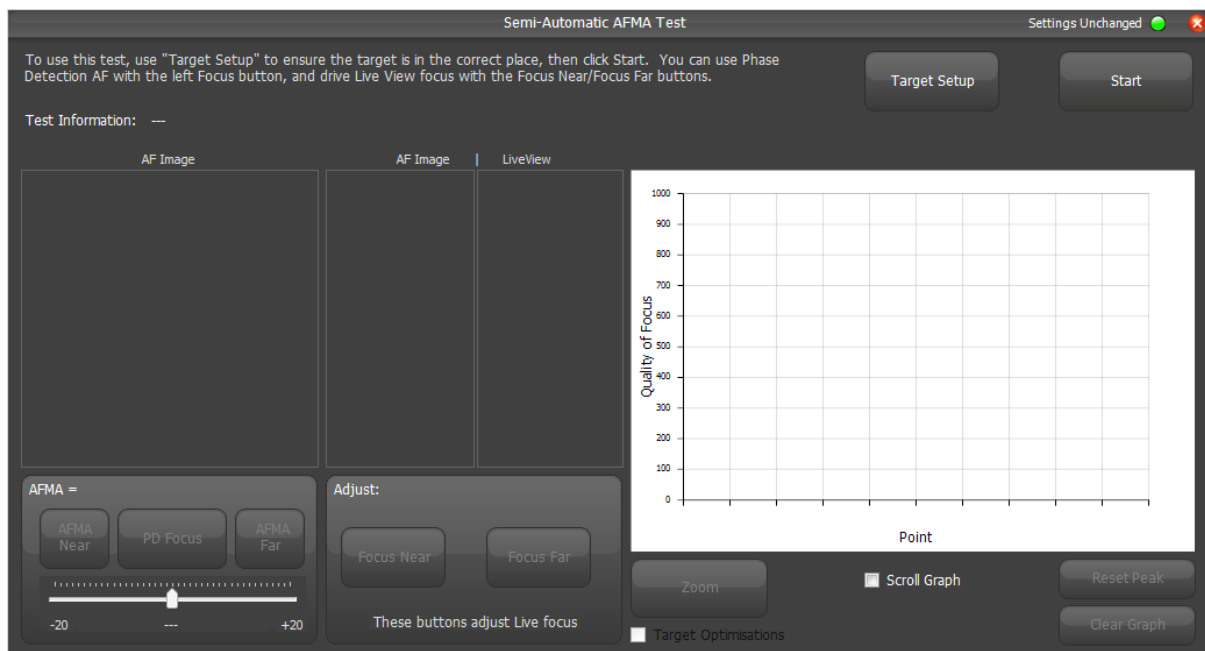 Semi-Automatic AFMA Test
Settings Unchanged
To use this test, use "Target Setup" to ensure the target is in the correct place, then click Start. You can use Phase
Detection AF with the left Focus button, and drive Live View focus with the Focus Near/Focus Far buttons.
Target Setup
Start
Test Information: ---
AF Image
AF Image | LiveView
1000
900
800
700
600
500
400
300
200
100
0
Quality of Focus
Point
AFMA =
AFMA
Near
PD Focus
AFMA
Far
-20
---
+20
Adjust:
Focus Near
Focus Far
These buttons adjust Live focus
Zoom
Target Optimisations
Scroll Graph
Reset Peak
Clear Graph